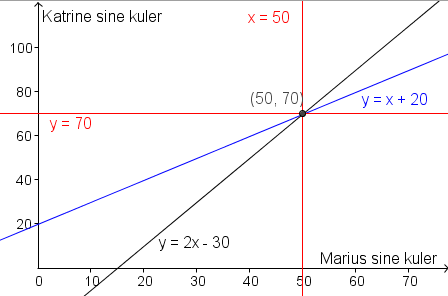 Katrine sine kuler
x = 50
100
80
(50, 70)
y = x + 20
y = 70
60
40
y = 2x - 30
20
Marius sine kuler
0 10 20 30 40 50 60 70